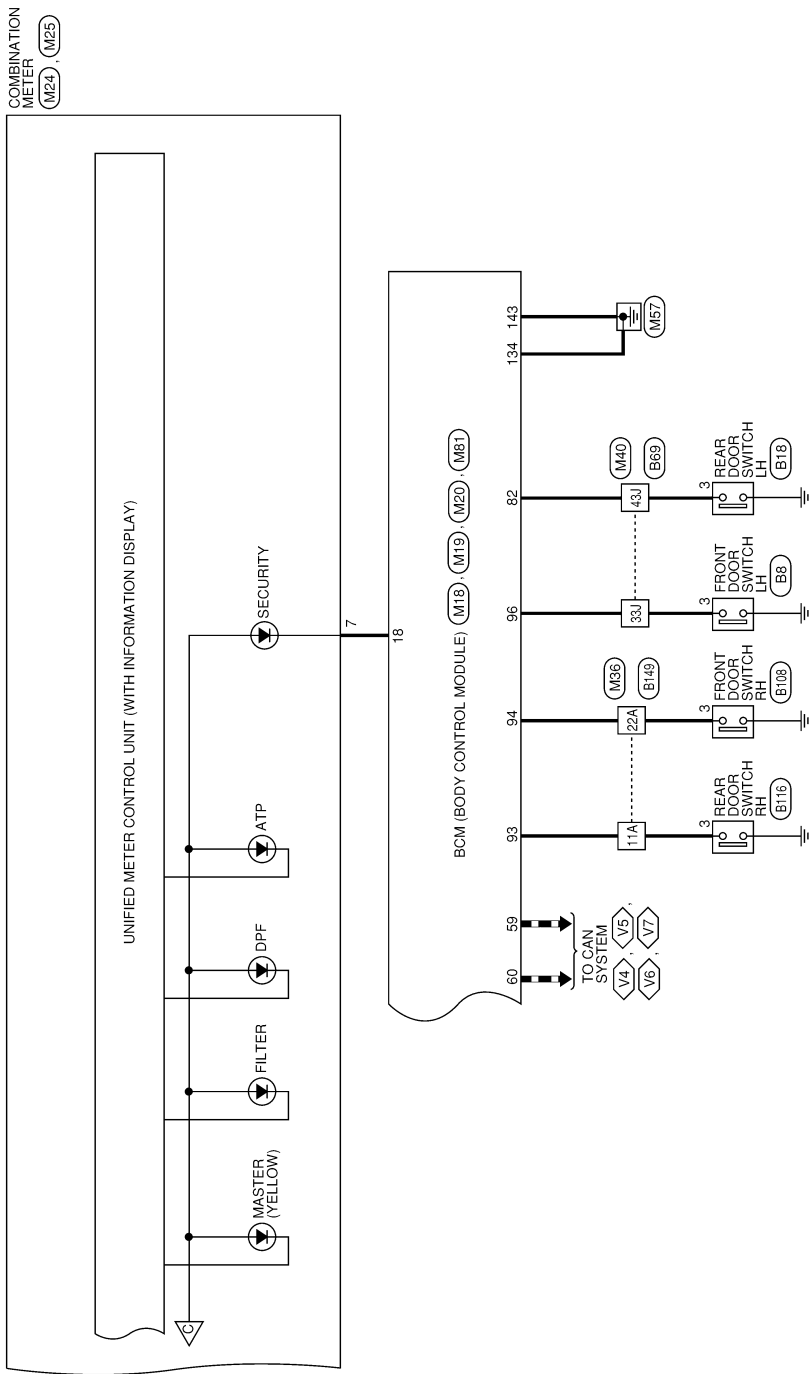 COMBINATION
METER
M24 , M25
UNIFIED METER CONTROL UNIT (WITH INFORMATION DISPLAY)
C
MASTER
(YELLOW)
FILTER
DPF
ATP
SECURITY
7
18
BCM (BODY CONTROL MODULE) M18 , M19 , M20 , M81
60
59
93
94
96
82
134
143
TO CAN
SYSTEM
V4 , V5 ,
V6 , V7
11A
22A
M36
B149
33J
43J
M40
B69
M57
3
REAR
DOOR
SWITCH
RH
B116
3
FRONT
DOOR
SWITCH
RH
B108
3
FRONT
DOOR
SWITCH
LH
B8
3
REAR
DOOR
SWITCH
LH
B18